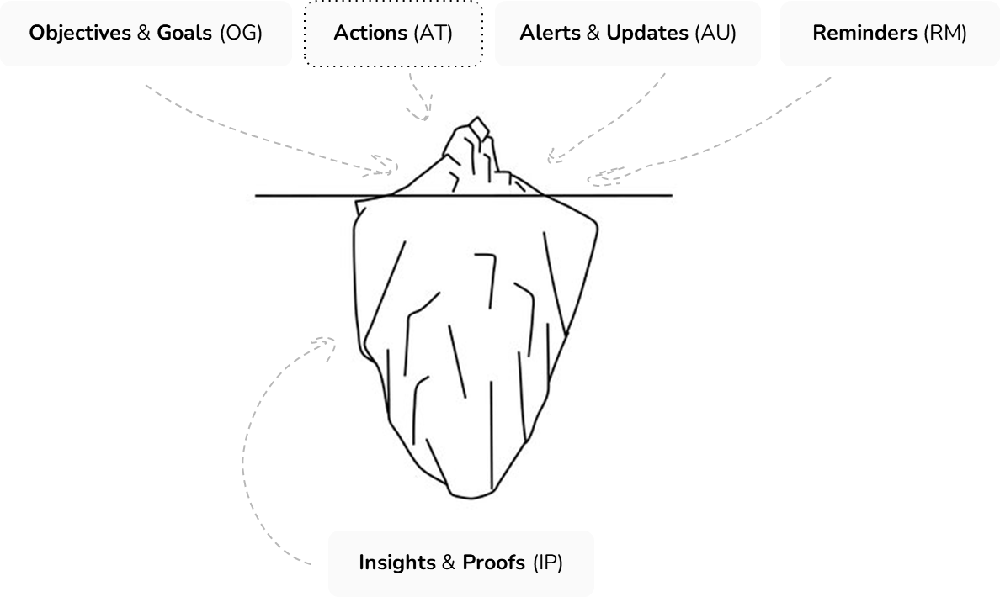 Objectives & Goals (OG)
Actions (AT)
Alerts & Updates (AU)
Reminders (RM)
Insights & Proofs (IP)